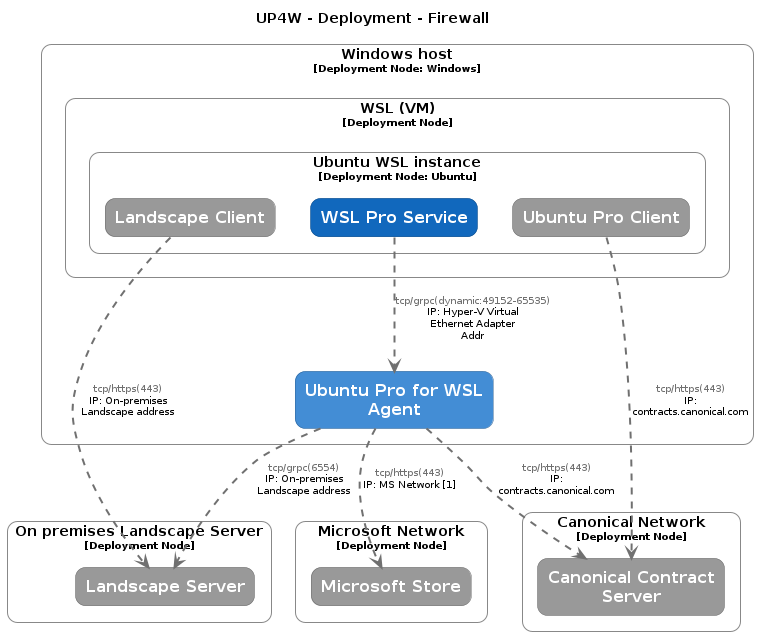 UP4W - Deployment - Firewall
Windows host
[Deployment Node: Windows]
WSL (VM)
[Deployment Node]
Ubuntu WSL instance
[Deployment Node: Ubuntu]
Landscape Client
WSL Pro Service
Ubuntu Pro Client
tcp/grpc(dynamic:49152-65535)
IP: Hyper-V Virtual
Ethernet Adapter
Addr
Ubuntu Pro for WSL
Agent
tcp/https(443)
IP: On-premises
Landscape address
tcp/https(443)
IP:
contracts.canonical.com
tcp/grpc(6554)
IP: On-premises
Landscape address
tcp/https(443)
IP: MS Network [1]
tcp/https(443)
IP:
contracts.canonical.com
On premises Landscape Server
[Deployment Node]
Landscape Server
Microsoft Network
[Deployment Node]
Microsoft Store
Canonical Network
[Deployment Node]
Canonical Contract
Server